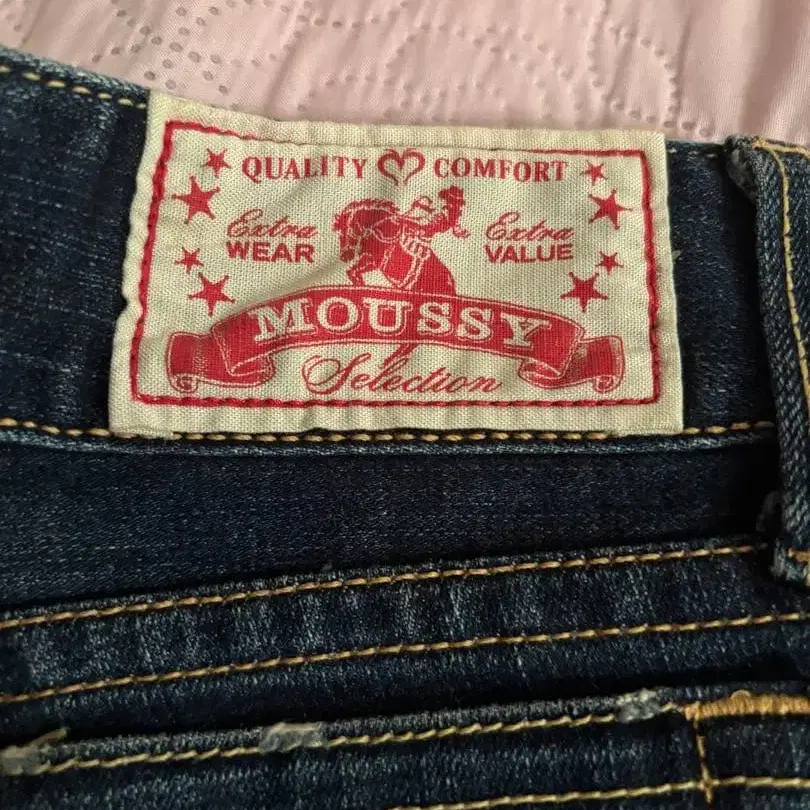 QUALITY COMFORT
Extra WEAR
Extra VALUE
MOUSSY
Selection